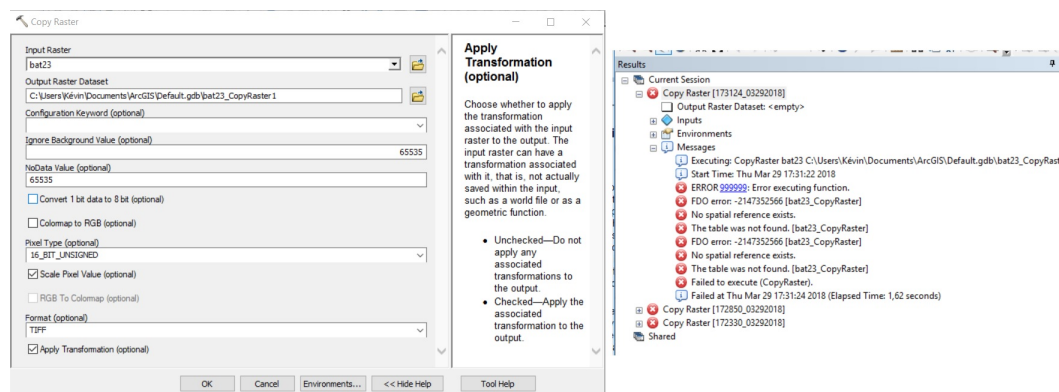 Copy Raster
Input Raster
bat23
Output Raster Dataset
C:\Users\Kévin\Documents\ArcGIS\Default.gdb\bat23_CopyRaster1
Configuration Keyword (optional)
Ignore Background Value (optional)
65535
NoData Value (optional)
65535
Convert 1 bit data to 8 bit (optional)
Colormap to RGB (optional)
Pixel Type (optional)
16_BIT_UNSIGNED
Scale Pixel Value (optional)
RGB To Colormap (optional)
Format (optional)
TIFF
Apply Transformation (optional)
OK
Cancel
Environments...
<< Hide Help
Tool Help
Apply
Transformation
(optional)
Choose whether to apply
the transformation
associated with the input
raster to the output. The
input raster can have a
transformation associated
with it, that is, not actually
saved within the input,
such as a world file or as a
geometric function.
• Unchecked—Do not
apply any
associated
transformations to
the output.
• Checked—Apply the
associated
transformation to the
output.
Results
Current Session
Copy Raster [173124_03292018]
Output Raster Dataset: <empty>
Inputs
Environments
Messages
Executing: CopyRaster bat23 C:\Users\Kévin\Documents\ArcGIS\Default.gdb\bat23_CopyRast
Start Time: Thu Mar 29 17:31:22 2018
ERROR 999999: Error executing function.
FDO error: -2147352566 [bat23_CopyRaster]
No spatial reference exists.
The table was not found. [bat23_CopyRaster]
FDO error: -2147352566 [bat23_CopyRaster]
No spatial reference exists.
The table was not found. [bat23_CopyRaster]
Failed to execute (CopyRaster).
Failed at Thu Mar 29 17:31:24 2018 (Elapsed Time: 1,62 seconds)
Copy Raster [172850_03292018]
Copy Raster [172330_03292018]
Shared